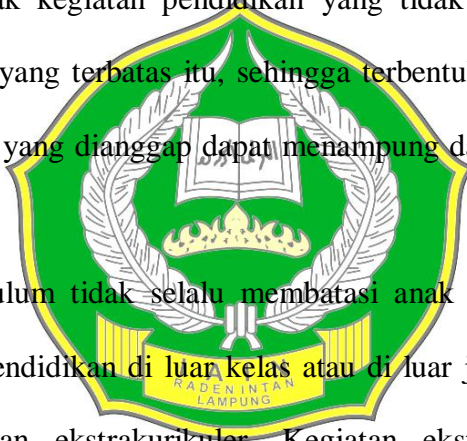 ak kegiatan pendidikan yang tidak
yang terbatas itu, sehingga terbentu
yang dianggap dapat menampung da
ulum tidak selalu membatasi anak
endidikan di luar kelas atau di luar j
an ekstrakurikuler. Kegiatan eks
I A I N
RADEN INTAN
LAMPUNG